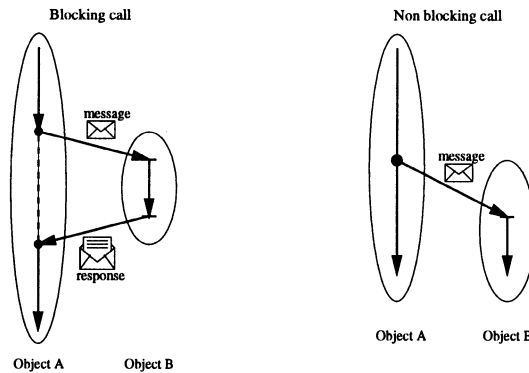 Blocking call
message
response
Object A
Object B
Non blocking call
message
Object A
Object B